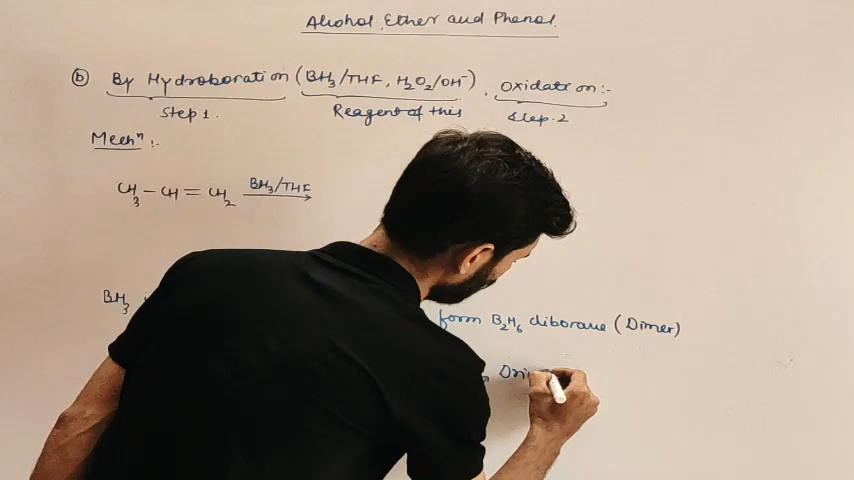 Alcohol, Ether and Phenol.
(b) By Hydroboration (BH3/THF, H2O2/OH⁻), Oxidation:-
Step 1. Reagent of this Step-2
Mechⁿ :-
CH3 - CH = CH2 BH3/THF →
BH3 form B2H6 diborane (Dimer)